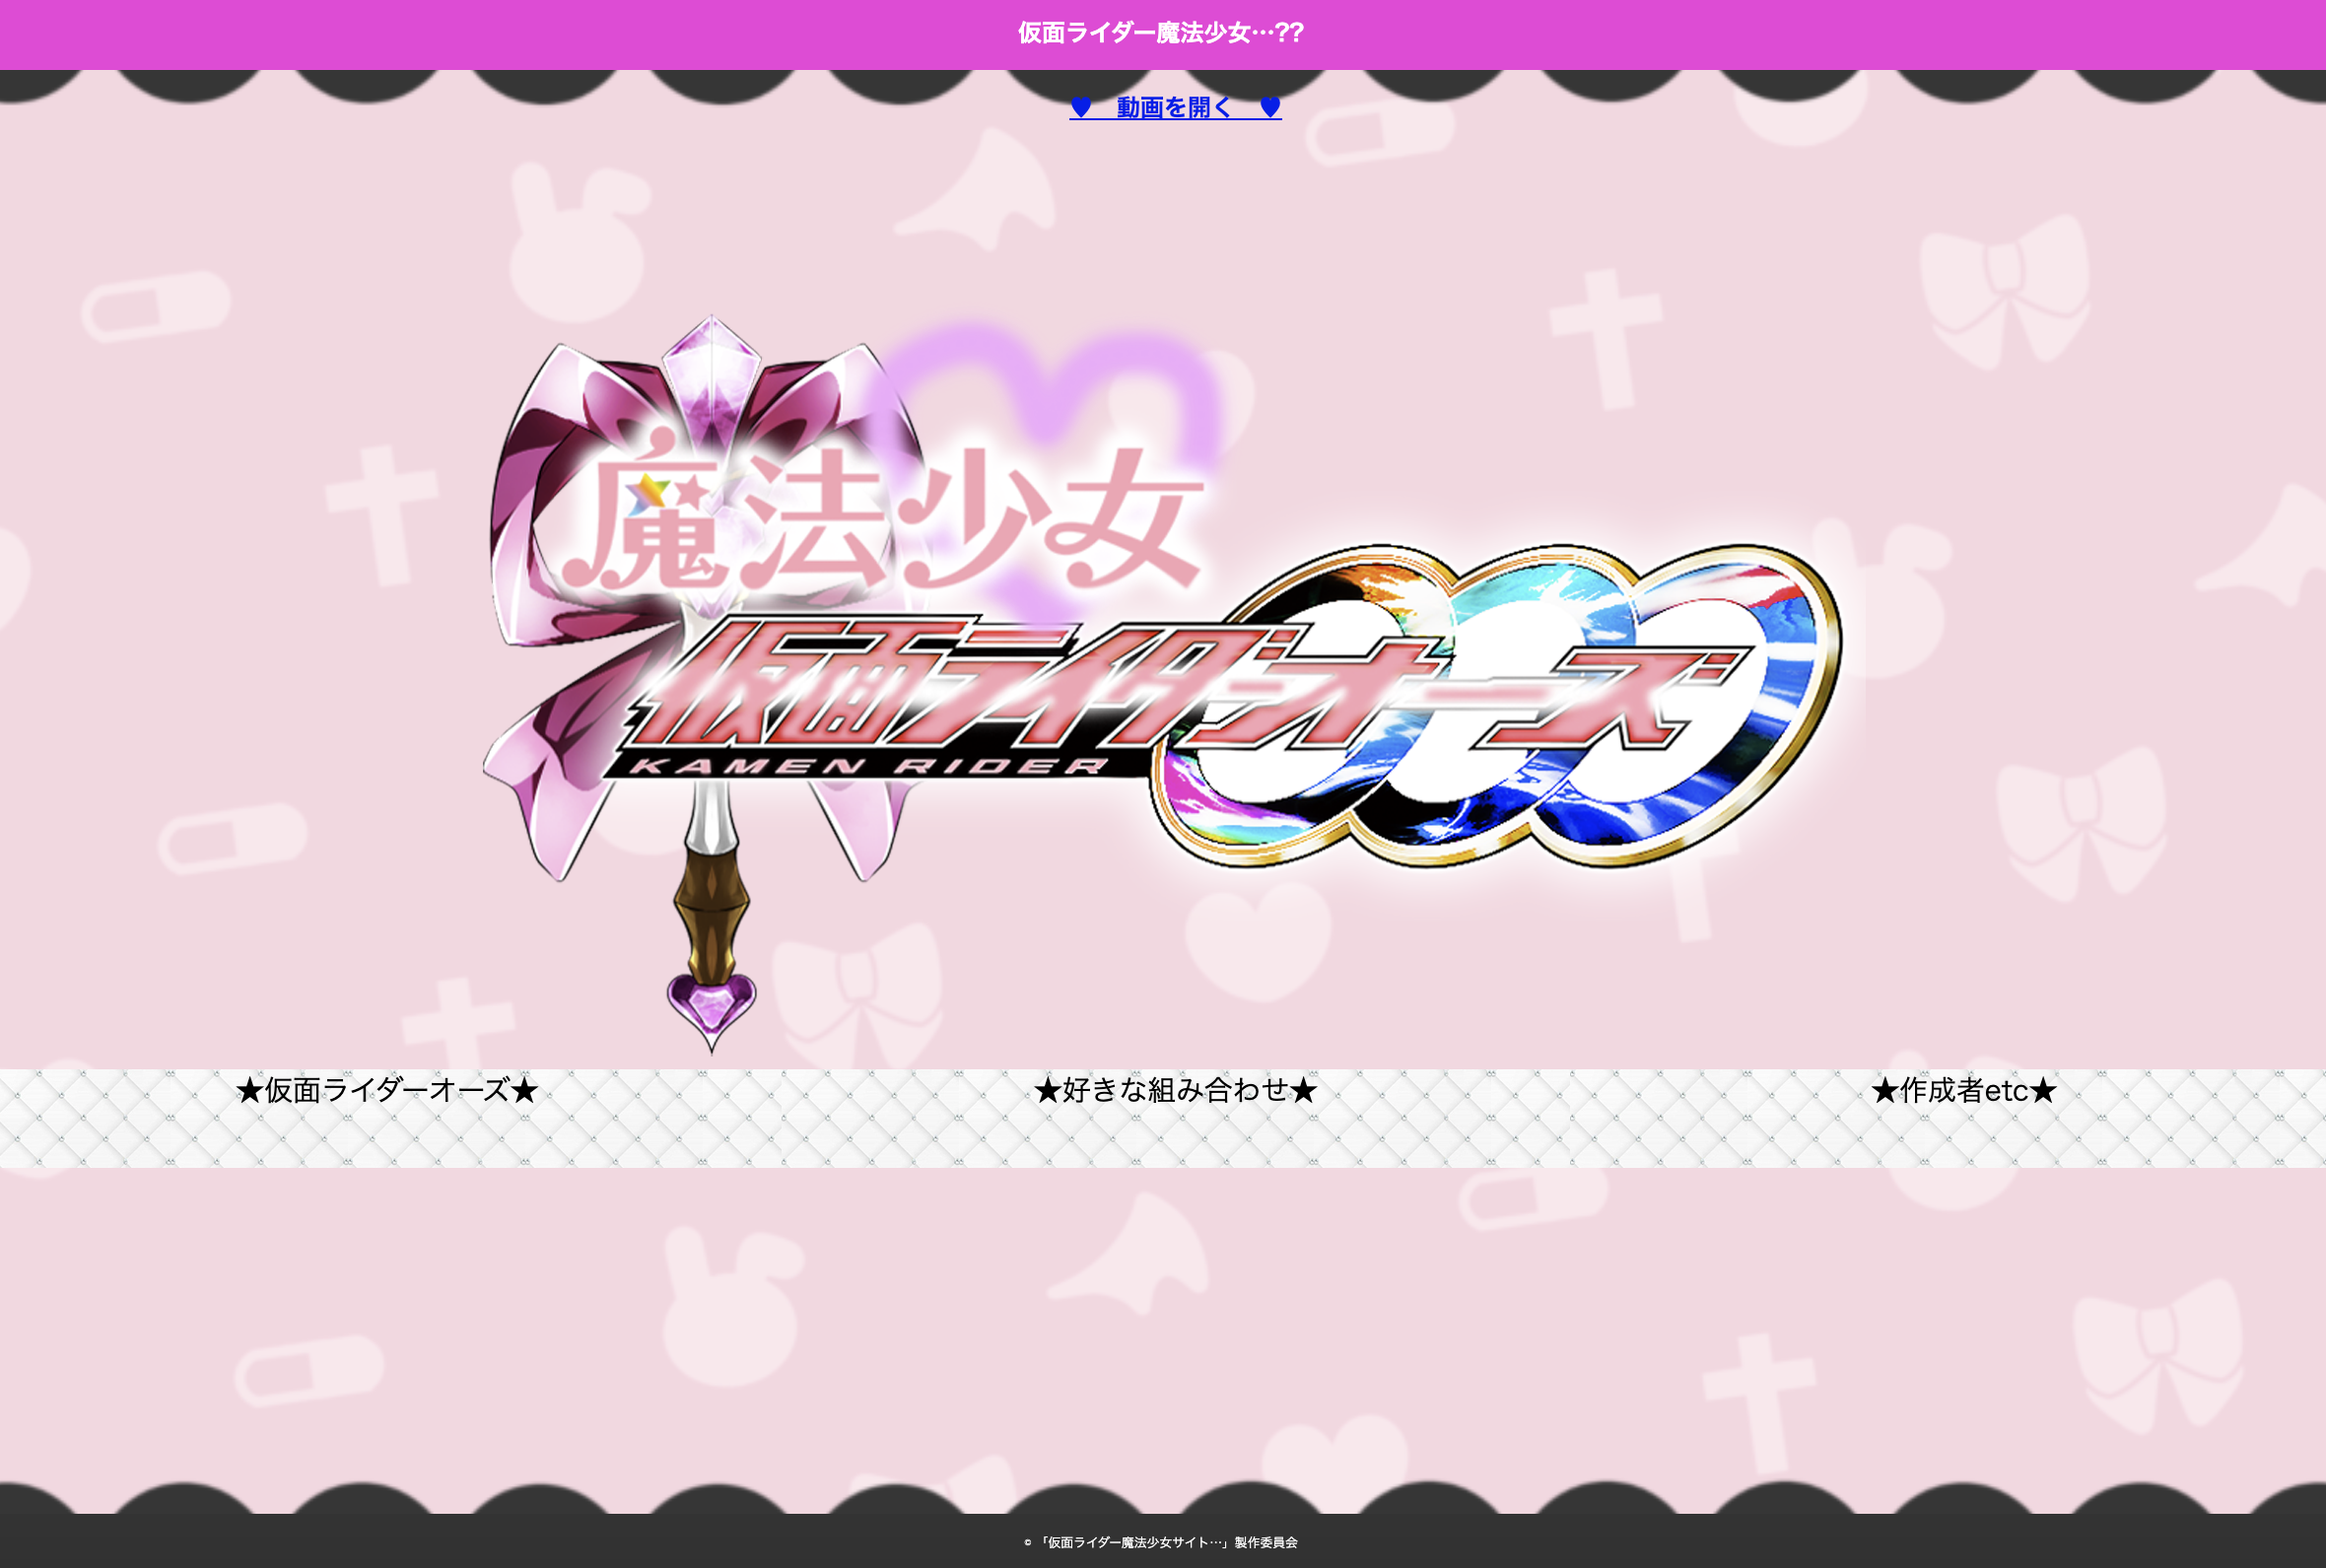 仮面ライダー魔法少女…??
♥　動画を開く　♥
魔法少女
仮面ライダーオーズ
KAMEN RIDER
★仮面ライダーオーズ★
★好きな組み合わせ★
★作成者etc★
© 「仮面ライダー魔法少女サイト…」製作委員会